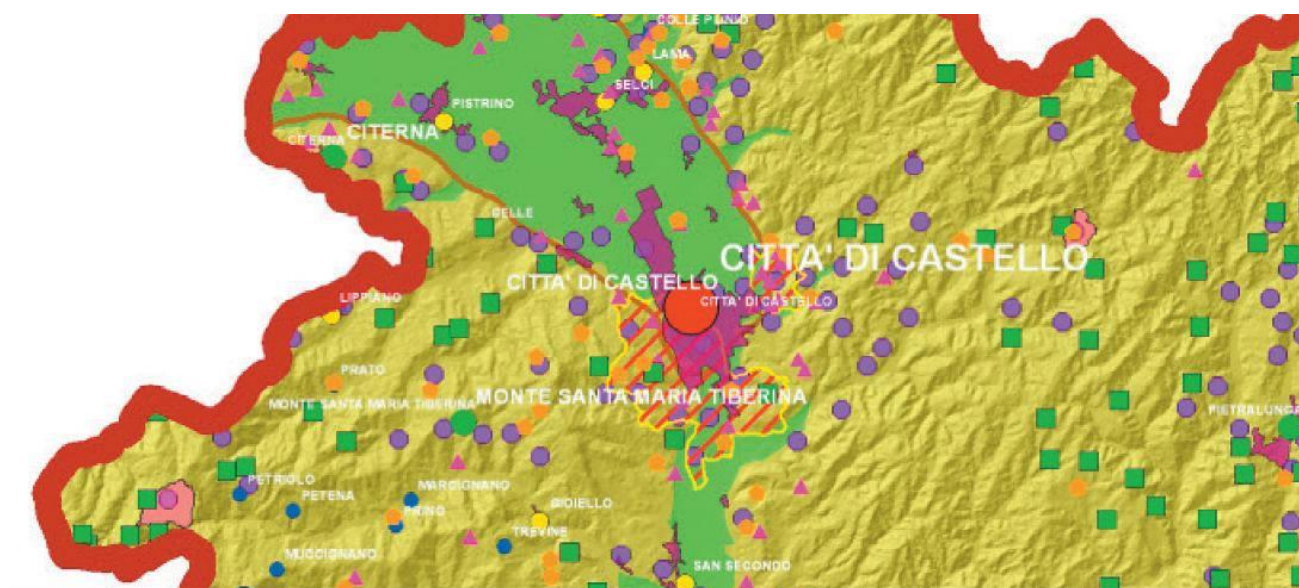 COLLE PLINIO
LAMA
SELCI
PISTRINO
CITERNA
CITERNA
CELLE
CITTA' DI CASTELLO
CITTA' DI CASTELLO
CITTA' DI CASTELLO
LIPPIANO
PRATO
MONTE SANTA MARIA TIBERINA
MONTE SANTA MARIA TIBERINA
PIETRALUNGA
PETRIOLO
PETENA
MARCIGNANO
PRINO
GIOIELLO
TREVINE
MUCCIGNANO
SAN SECONDO